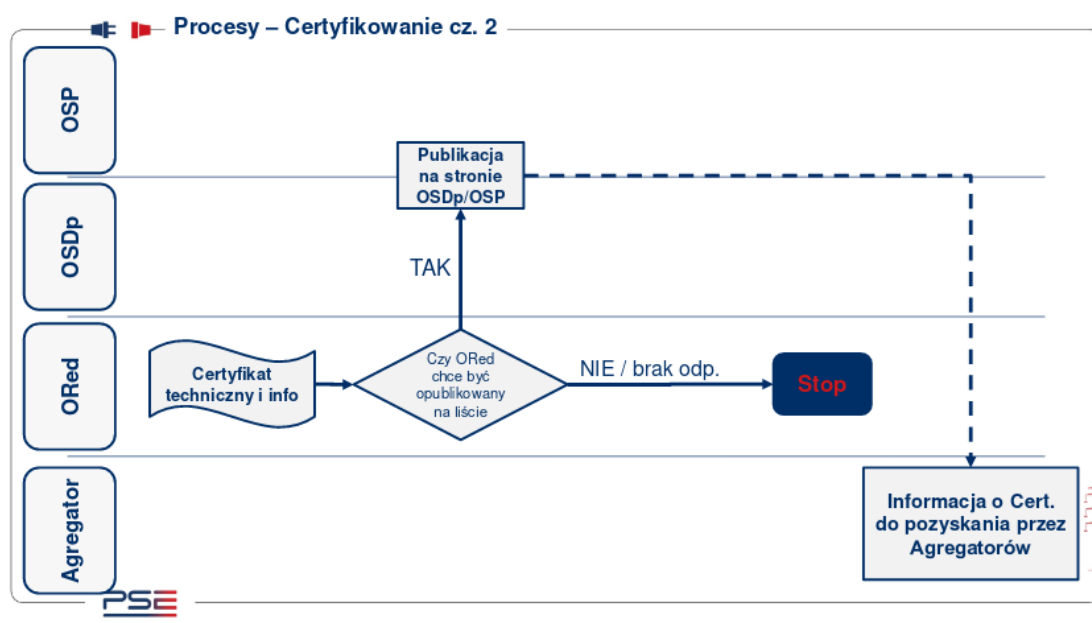 Procesy – Certyfikowanie cz. 2
OSP
Publikacja
na stronie
OSDp/OSP
OSDp
TAK
ORed
Certyfikat
techniczny i info
Czy ORed
chce być
opublikowany
na liście
NIE / brak odp.
Stop
Agregator
Informacja o Cert.
do pozyskania przez
Agregatorów
PSE